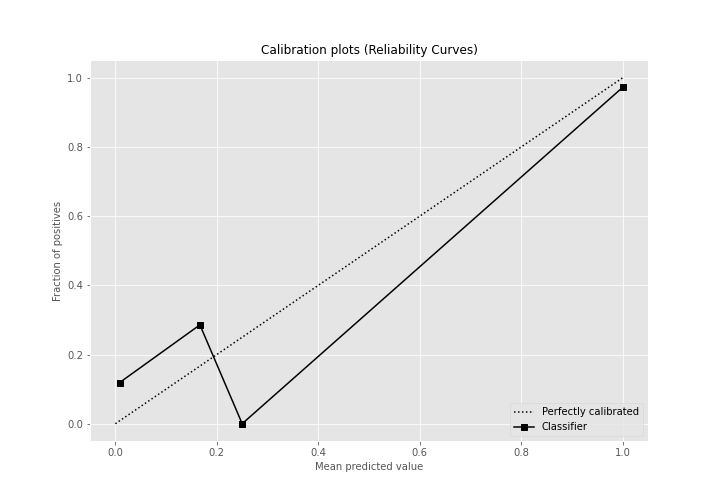 Calibration plots (Reliability Curves)
Fraction of positives
1.0
0.8
0.6
0.4
0.2
0.0
0.0 0.2 0.4 0.6 0.8 1.0
Mean predicted value
Perfectly calibrated
Classifier